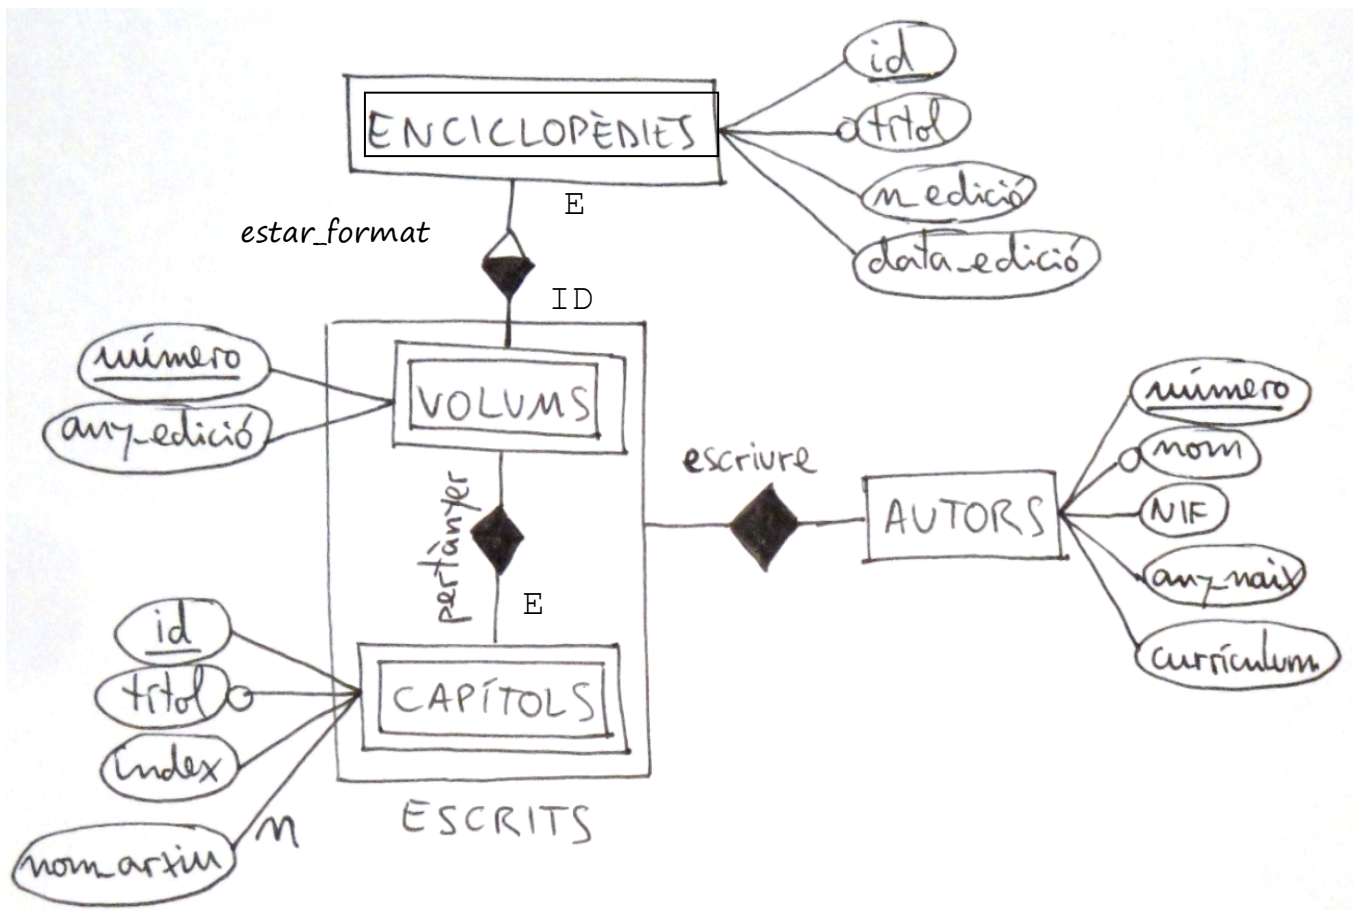 ENCICLOPÈDIES
id
títol
n_edició
data_edició
E
estar_format
ID
número
any_edició
VOLUMS
pertànyer
E
escriure
AUTORS
número
nom
NIF
any_naix
currículum
id
títol
índex
nom_arxiu
n
CAPÍTOLS
ESCRITS